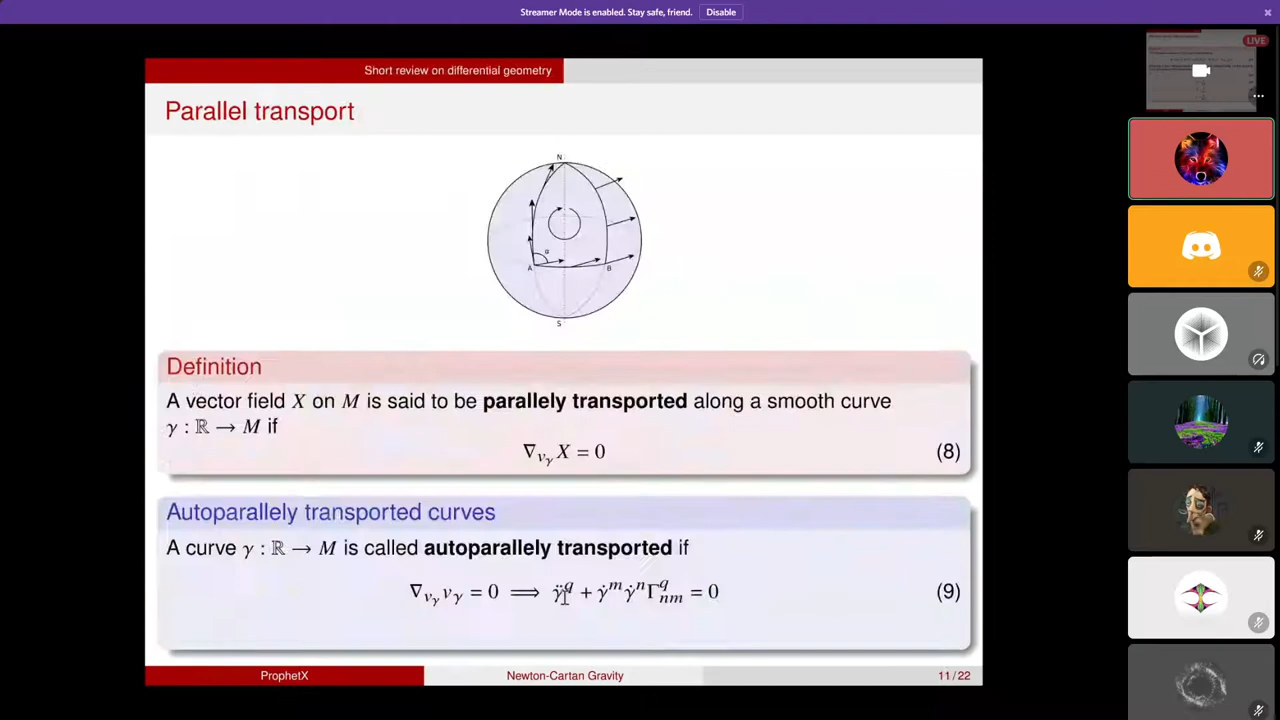 Streamer Mode is enabled. Stay safe, friend. Disable
LIVE
Short review on differential geometry
Parallel transport
N
α
A
B
S
Definition
A vector field X on M is said to be parallely transported along a smooth curve
γ : ℝ → M if
∇_{v_γ} X = 0 (8)
Autoparallely transported curves
A curve γ : ℝ → M is called autoparallely transported if
∇_{v_γ} v_γ = 0 ⟹ γ̈^q + γ̇^m γ̇^n Γ^q_{nm} = 0 (9)
ProphetX Newton-Cartan Gravity 11/22